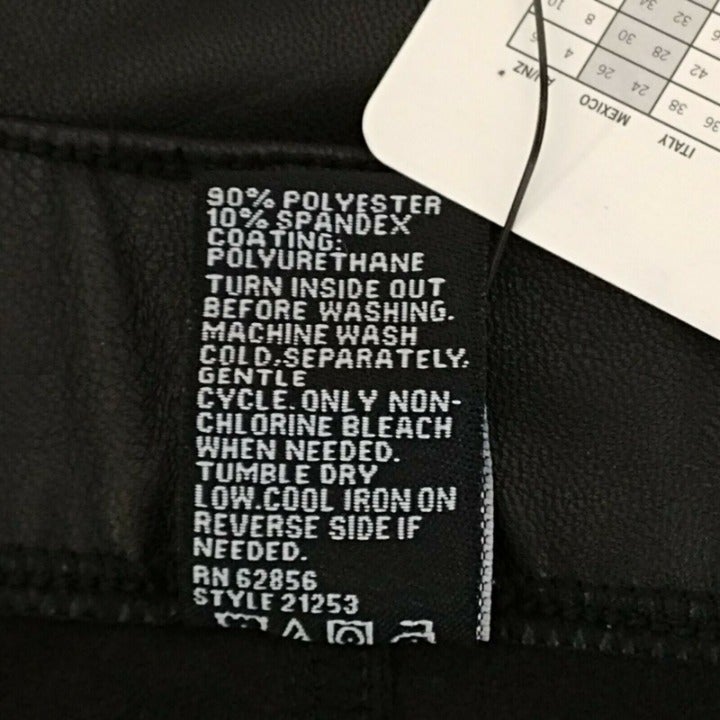 90% POLYESTER
10% SPANDEX
COATING:
POLYURETHANE
TURN INSIDE OUT
BEFORE WASHING.
MACHINE WASH
COLD.SEPARATELY.
GENTLE
CYCLE.ONLY NON-
CHLORINE BLEACH
WHEN NEEDED.
TUMBLE DRY
LOW.COOL IRON ON
REVERSE SIDE IF
NEEDED.
RN 62856
STYLE 21253
ITALY 38 42
MEXICO 24 26 28 30 32 34
4 8 10
36